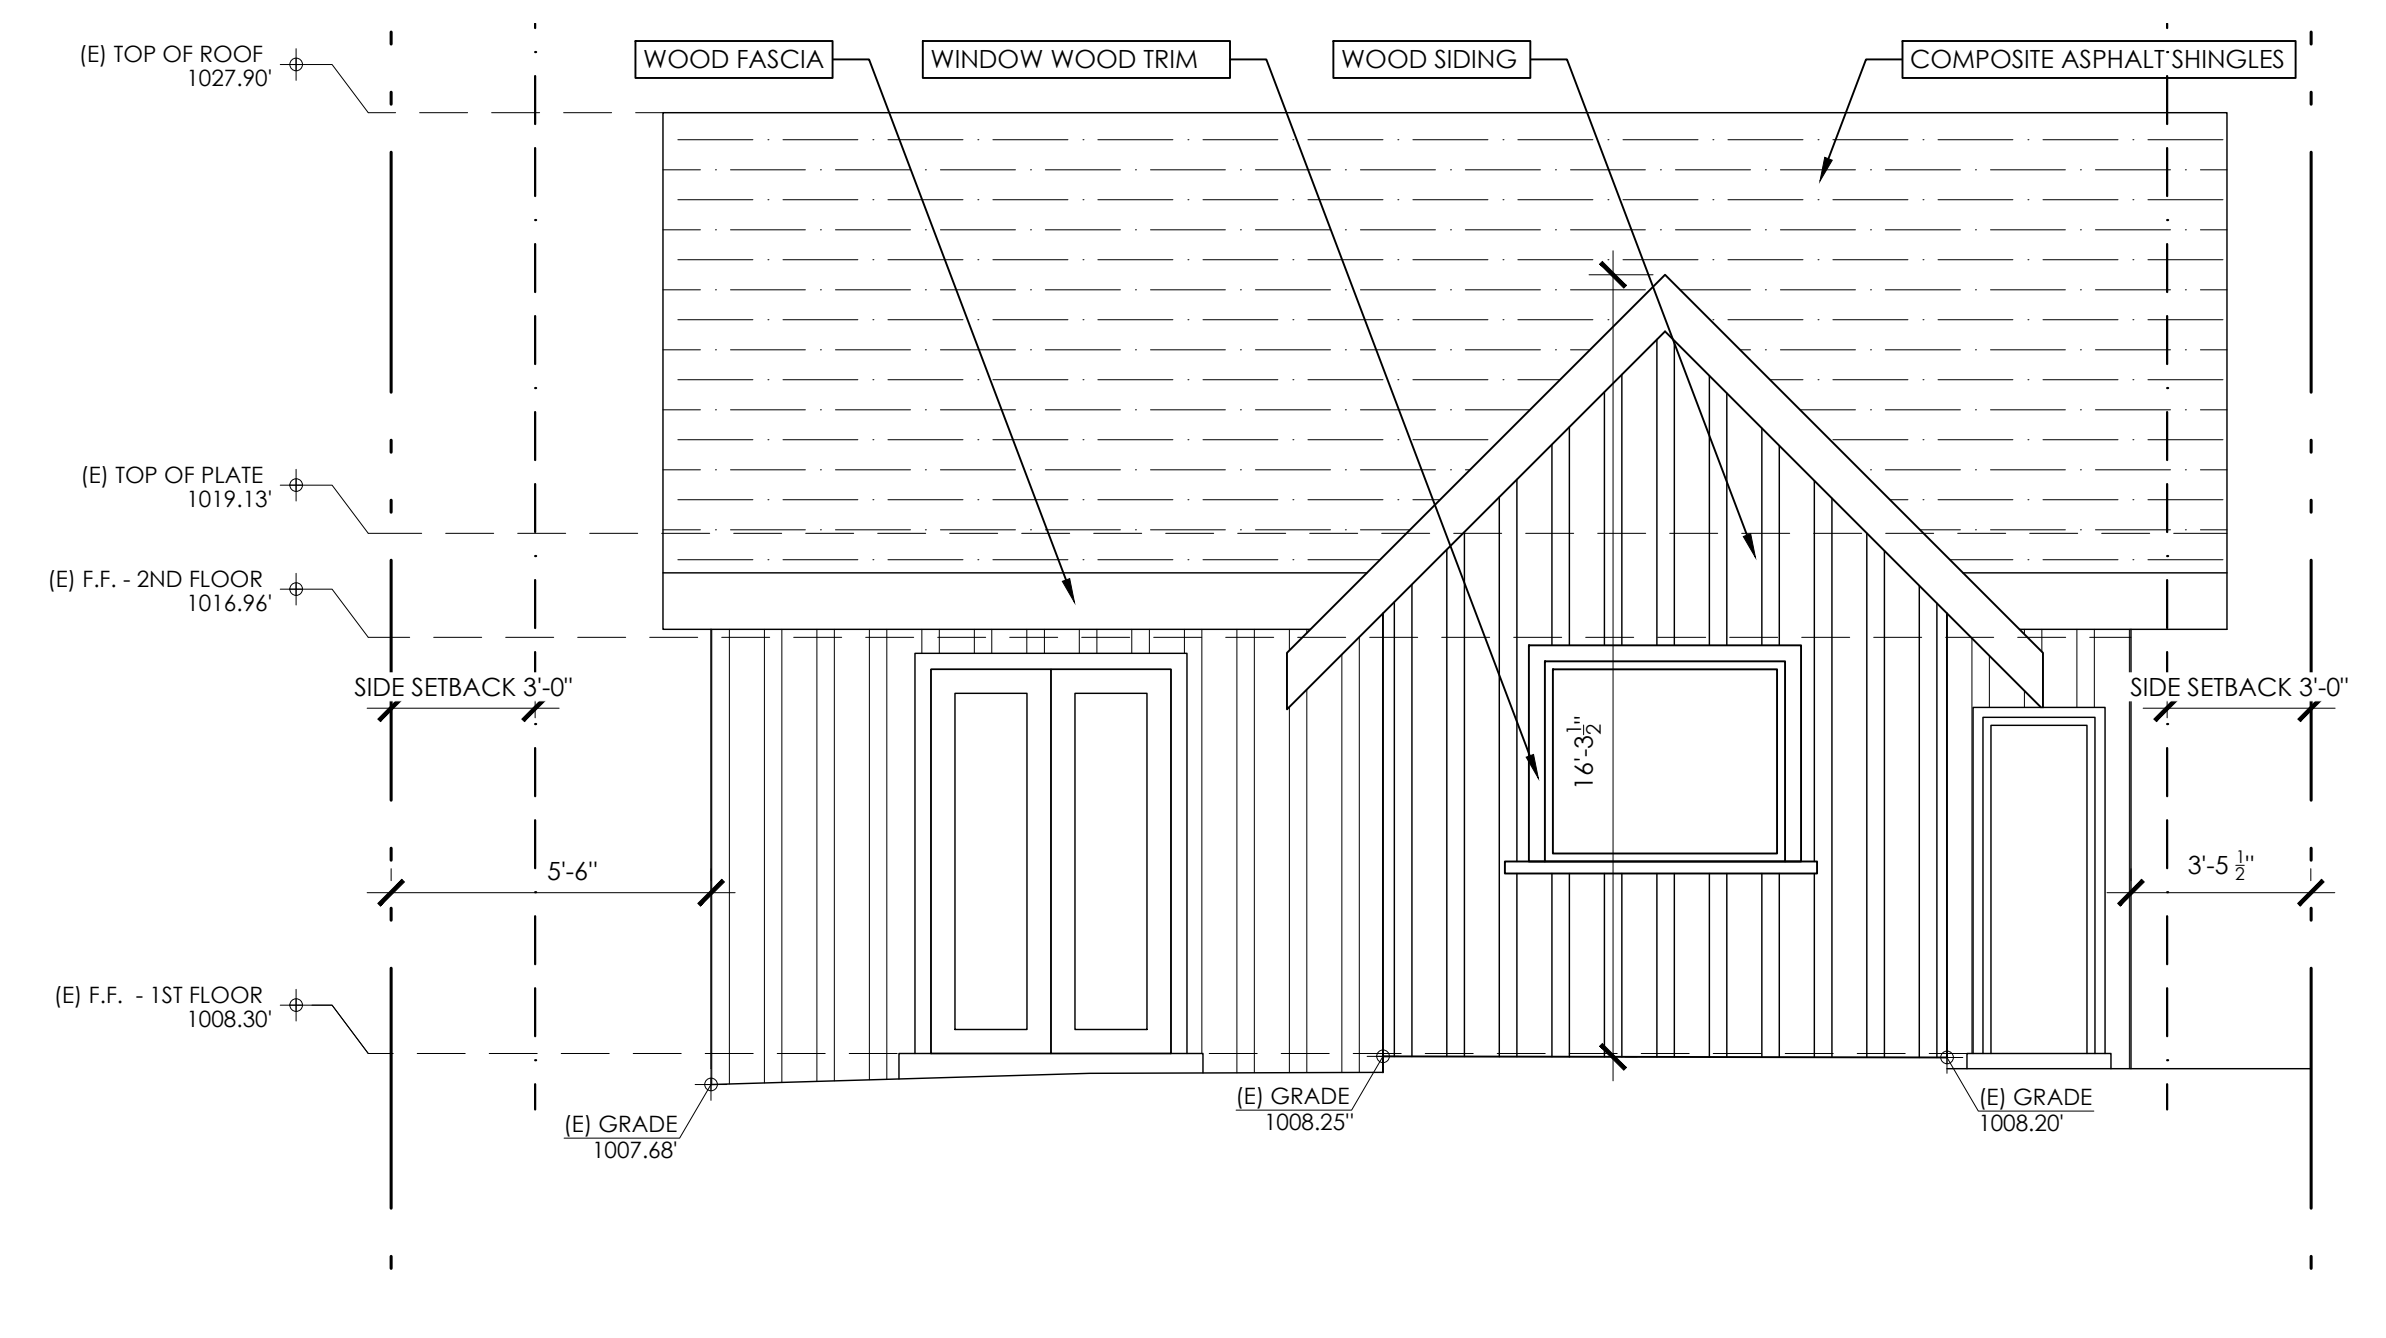 (E) TOP OF ROOF
1027.90'
WOOD FASCIA
WINDOW WOOD TRIM
WOOD SIDING
COMPOSITE ASPHALT SHINGLES
(E) TOP OF PLATE
1019.13'
(E) F.F. - 2ND FLOOR
1016.96'
SIDE SETBACK 3'-0"
SIDE SETBACK 3'-0"
16'-3 1/2"
5'-6"
3'-5 1/2"
(E) F.F. - 1ST FLOOR
1008.30'
(E) GRADE
1007.68'
(E) GRADE
1008.25"
(E) GRADE
1008.20'